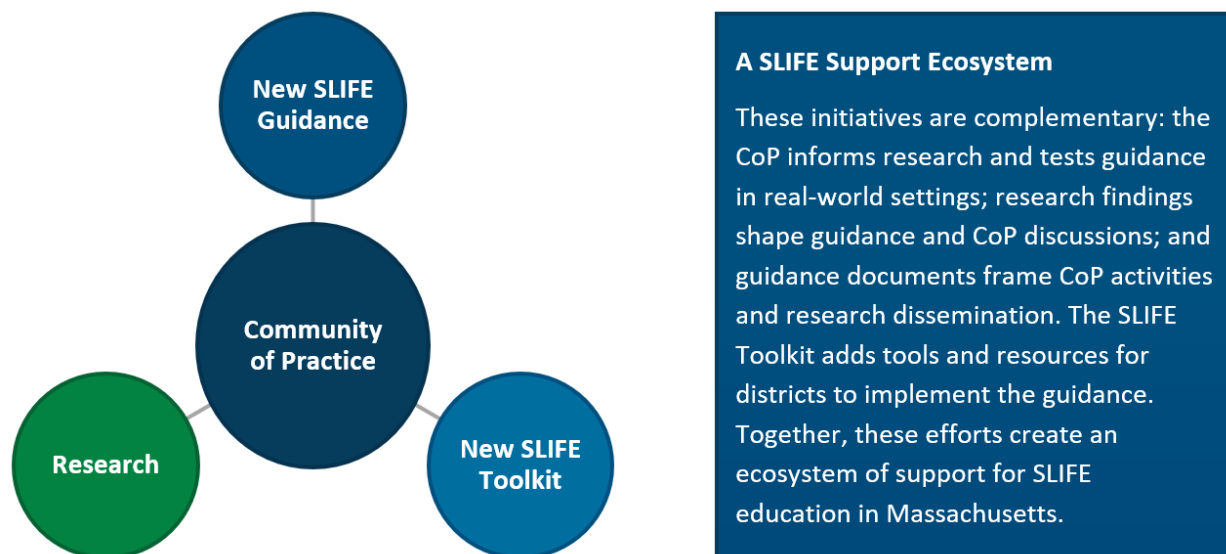 New SLIFE
Guidance
Community
of Practice
Research
New SLIFE
Toolkit
A SLIFE Support Ecosystem
These initiatives are complementary: the
CoP informs research and tests guidance
in real-world settings; research findings
shape guidance and CoP discussions; and
guidance documents frame CoP activities
and research dissemination. The SLIFE
Toolkit adds tools and resources for
districts to implement the guidance.
Together, these efforts create an
ecosystem of support for SLIFE
education in Massachusetts.